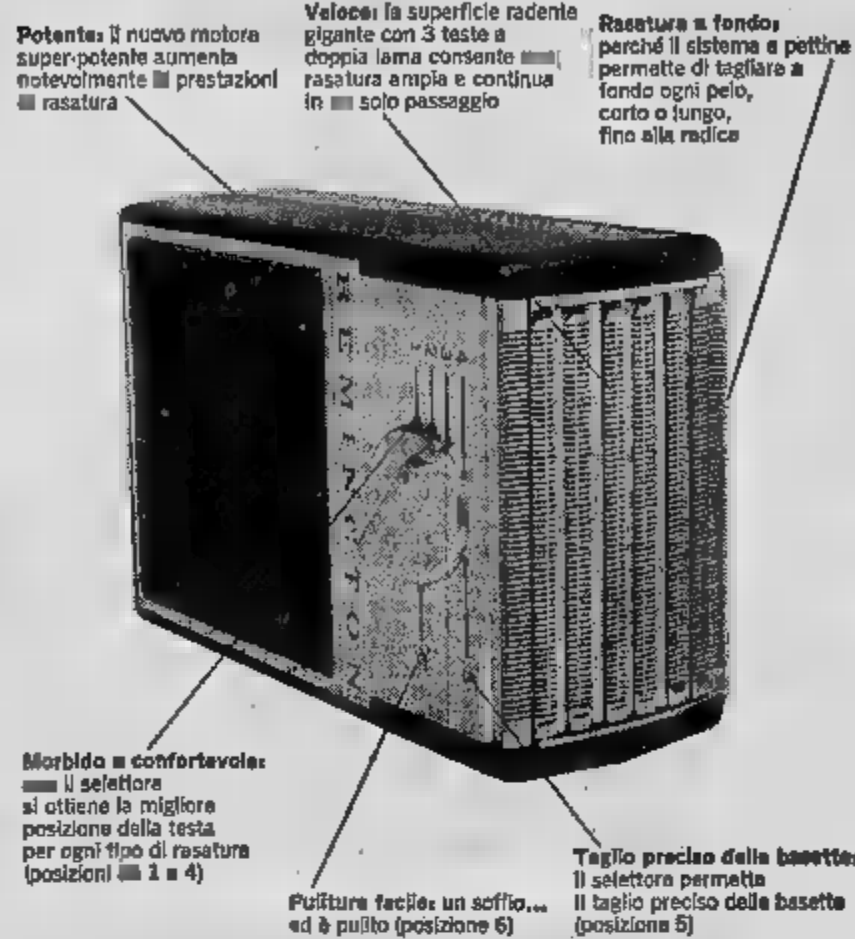 Potente: il nuovo motore
super-potente aumenta
notevolmente prestazioni
rasatura
Veloce: la superficie radente
gigante con 3 teste a
doppia lama consente
rasatura ampia e continua
in solo passaggio
Rasatura a fondo:
perché il sistema a pettine
permette di tagliare a
fondo ogni pelo,
corto o lungo,
fino alla radice
REMINGTON
Morbido e confortevole:
il selettore
si ottiene la migliore
posizione della testa
per ogni tipo di rasatura
(posizioni 1 a 4)
Pulitura facile: un soffio...
ed è pulito (posizione 6)
Taglio preciso delle basette:
il selettore permette
il taglio preciso delle basette
(posizione 5)